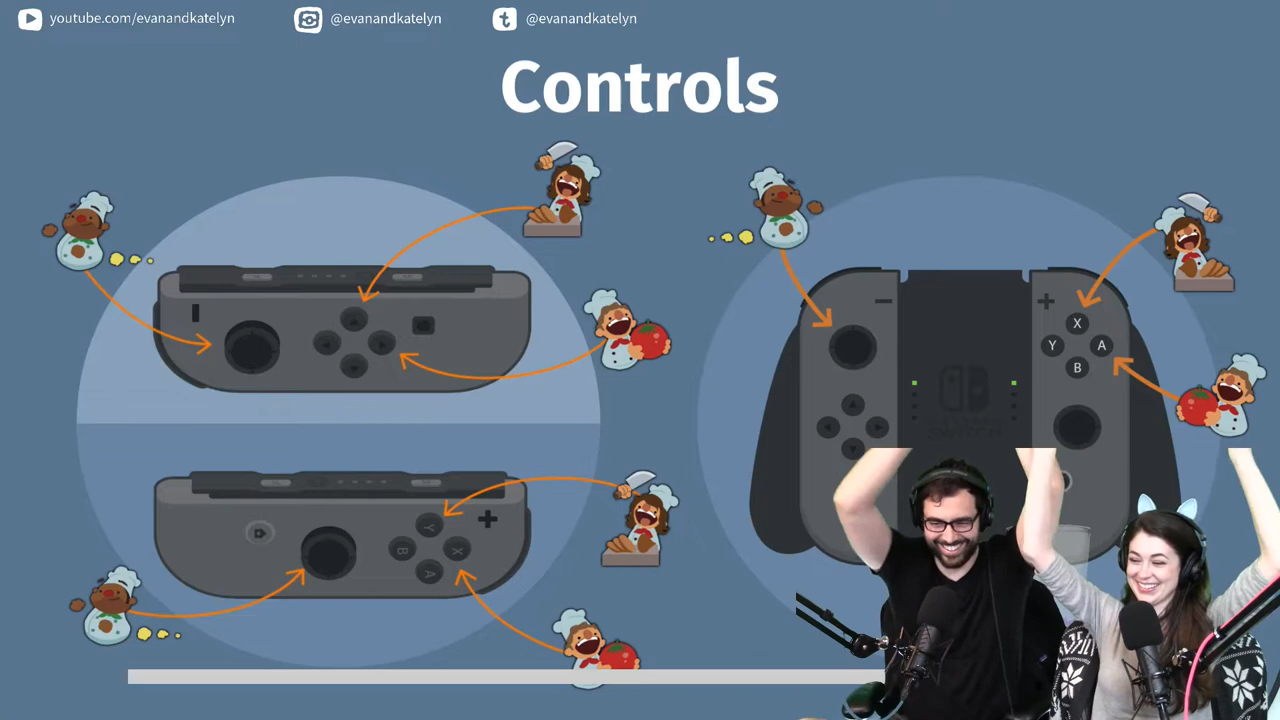 youtube.com/evanandkatelyn @evanandkatelyn @evanandkatelyn
Controls
X
Y A
B
Y
B X
A